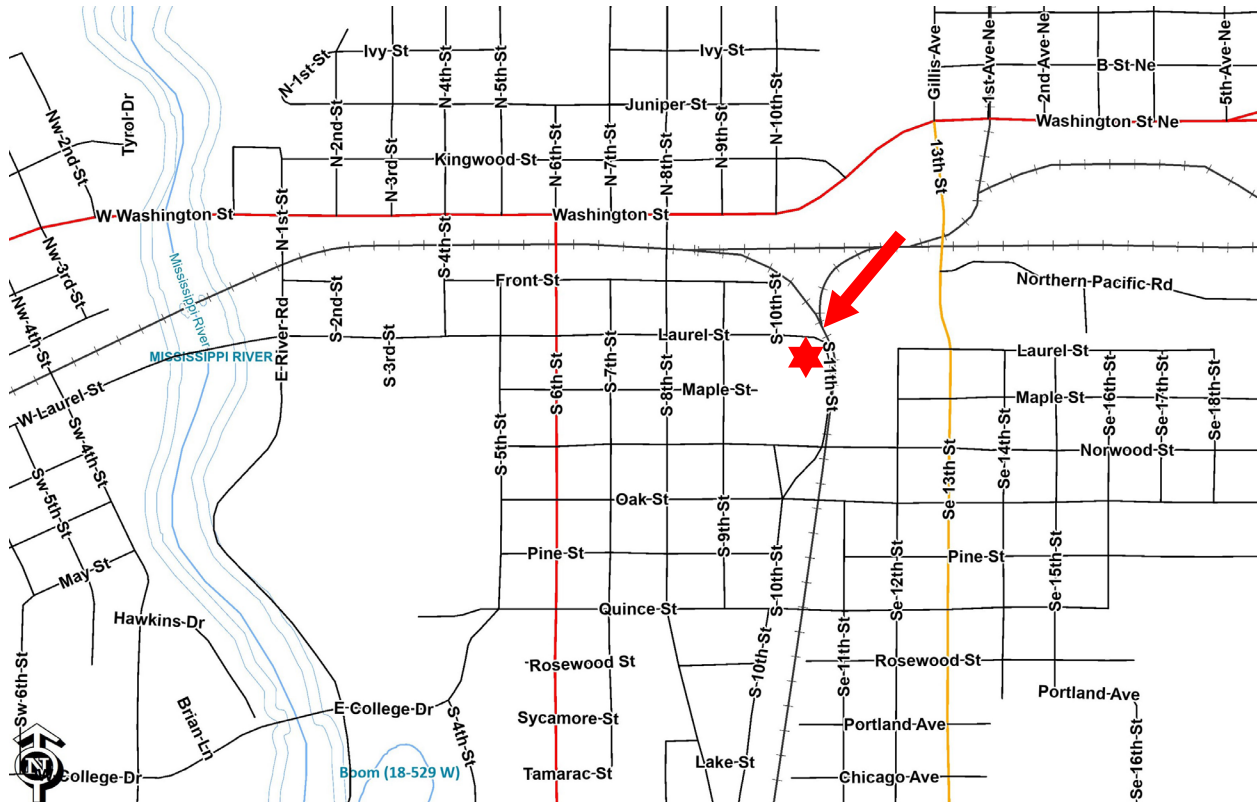 Ivy-St
Ivy-St
N-1st-St
N-4th-St
N-5th-St
Gillis-Ave
1st-Ave-Ne
2nd-Ave-Ne
B-St-Ne
5th-Ave-Ne
Tyrol-Dr
Nw-2nd-St
N-2nd-St
Juniper-St
N-10th-St
Washington-St-Ne
N-3rd-St
Kingwood-St
N-6th-St
N-7th-St
N-8th-St
N-9th-St
13th-St
W-Washington-St
N-1st-St
Washington-St
Nw-3rd-St
Mississippi-River
S-4th-St
Front-St
S-10th-St
Northern-Pacific-Rd
Nw-4th-St
E-River-Rd
S-2nd-St
S-3rd-St
Laurel-St
Laurel-St
MISSISSIPPI RIVER
W-Laurel-St
S-6th-St
S-7th-St
S-8th-St
Maple-St
S-11th-St
Maple-St
Se-16th-St
Se-17th-St
Se-18th-St
Sw-4th-St
S-5th-St
Se-13th-St
Se-14th-St
Norwood-St
Sw-5th-St
Oak-St
S-9th-St
Pine-St
S-10th-St
Se-12th-St
Pine-St
Se-15th-St
May-St
Hawkins-Dr
Quince-St
Sw-6th-St
Rosewood St
S-10th-St
Se-11th-St
Rosewood-St
Brian-Ln
E-College-Dr
S-4th-St
Sycamore-St
Portland-Ave
Portland-Ave
Se-16th-St
N
W-College-Dr
Boom (18-529 W)
Tamarac-St
Lake-St
Chicago-Ave